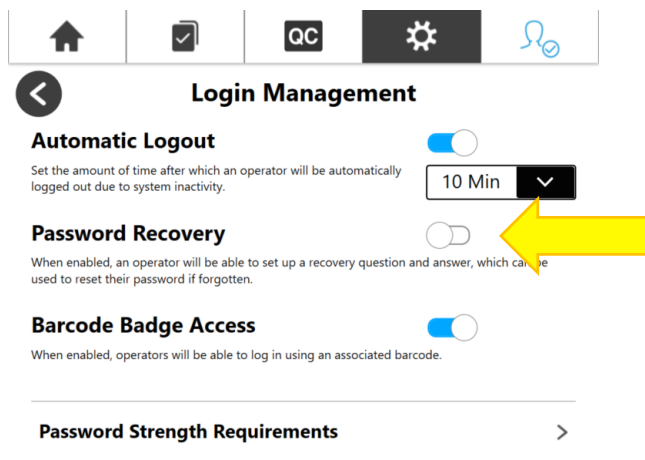 QC
Login Management
Automatic Logout
Set the amount of time after which an operator will be automatically
logged out due to system inactivity.
10 Min
Password Recovery
When enabled, an operator will be able to set up a recovery question and answer, which can be
used to reset their password if forgotten.
Barcode Badge Access
When enabled, operators will be able to log in using an associated barcode.
Password Strength Requirements